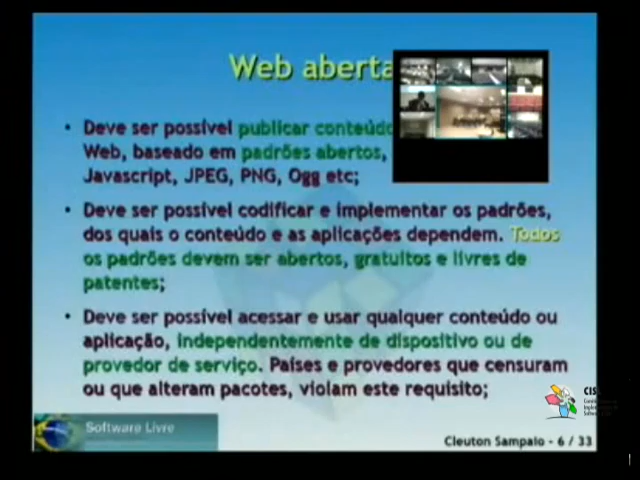 Web aberta
• Deve ser possível publicar conteúdo
Web, baseado em padrões abertos,
Javascript, JPEG, PNG, Ogg etc;
• Deve ser possível codificar e implementar os padrões,
dos quais o conteúdo e as aplicações dependem. Todos
os padrões devem ser abertos, gratuitos e livres de
patentes;
• Deve ser possível acessar e usar qualquer conteúdo ou
aplicação, independentemente de dispositivo ou de
provedor de serviço. Países e provedores que censuram
ou que alteram pacotes, violam este requisito;
CIS
Software Livre
Cleuton Sampaio - 6 / 33